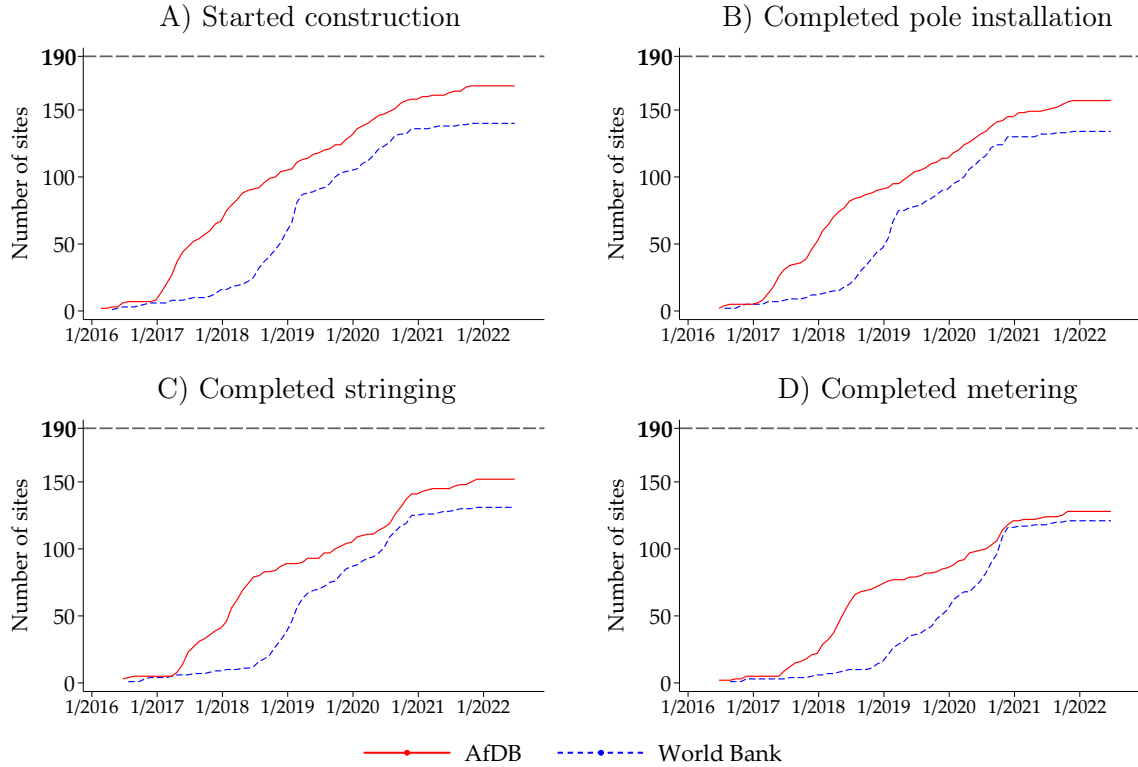 A) Started construction
190
150
100
50
0
Number of sites
1/2016 1/2017 1/2018 1/2019 1/2020 1/2021 1/2022
B) Completed pole installation
190
150
100
50
0
Number of sites
1/2016 1/2017 1/2018 1/2019 1/2020 1/2021 1/2022
C) Completed stringing
190
150
100
50
0
Number of sites
1/2016 1/2017 1/2018 1/2019 1/2020 1/2021 1/2022
D) Completed metering
190
150
100
50
0
Number of sites
1/2016 1/2017 1/2018 1/2019 1/2020 1/2021 1/2022
AfDB World Bank